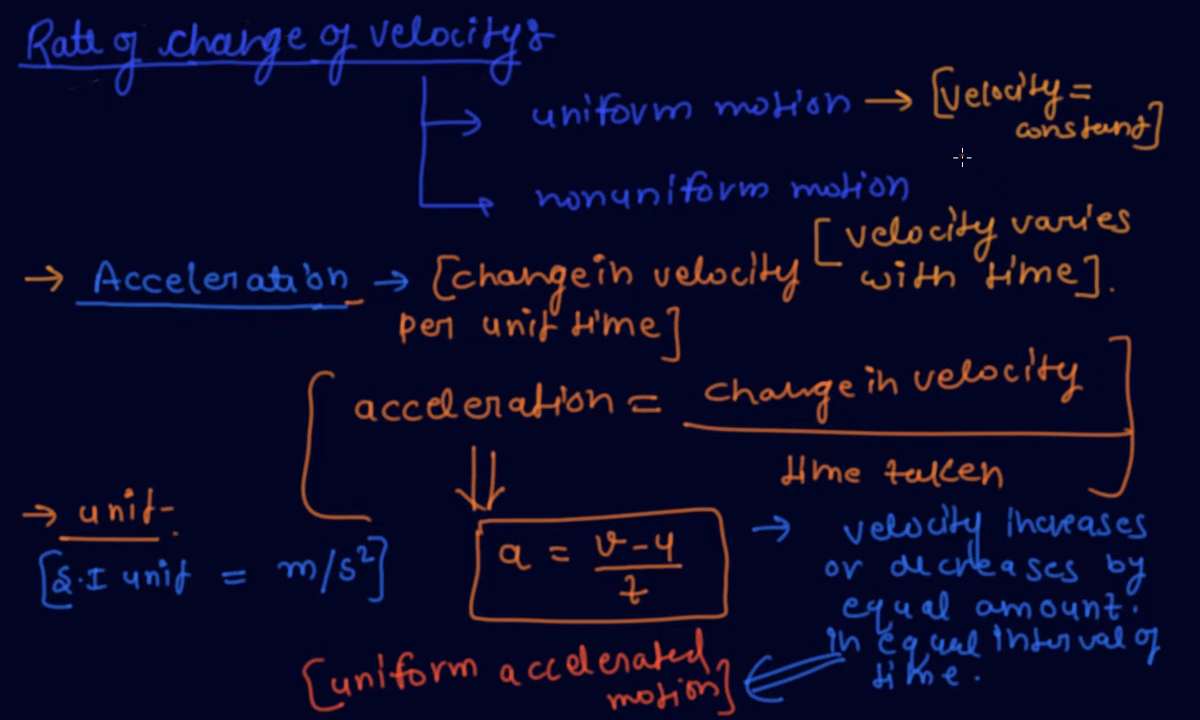 Rate of change of velocity:
uniform motion → [velocity =
constant]
nonuniform motion
[velocity varies
with time].
→ Acceleration → [change in velocity
per unit time]
acceleration = change in velocity
time taken
→ unit-
[S.I unit = m/s²]
a = v-u
t
→ velocity increases
or decreases by
equal amount.
in equal interval of
time.
[uniform accelerated
motion]